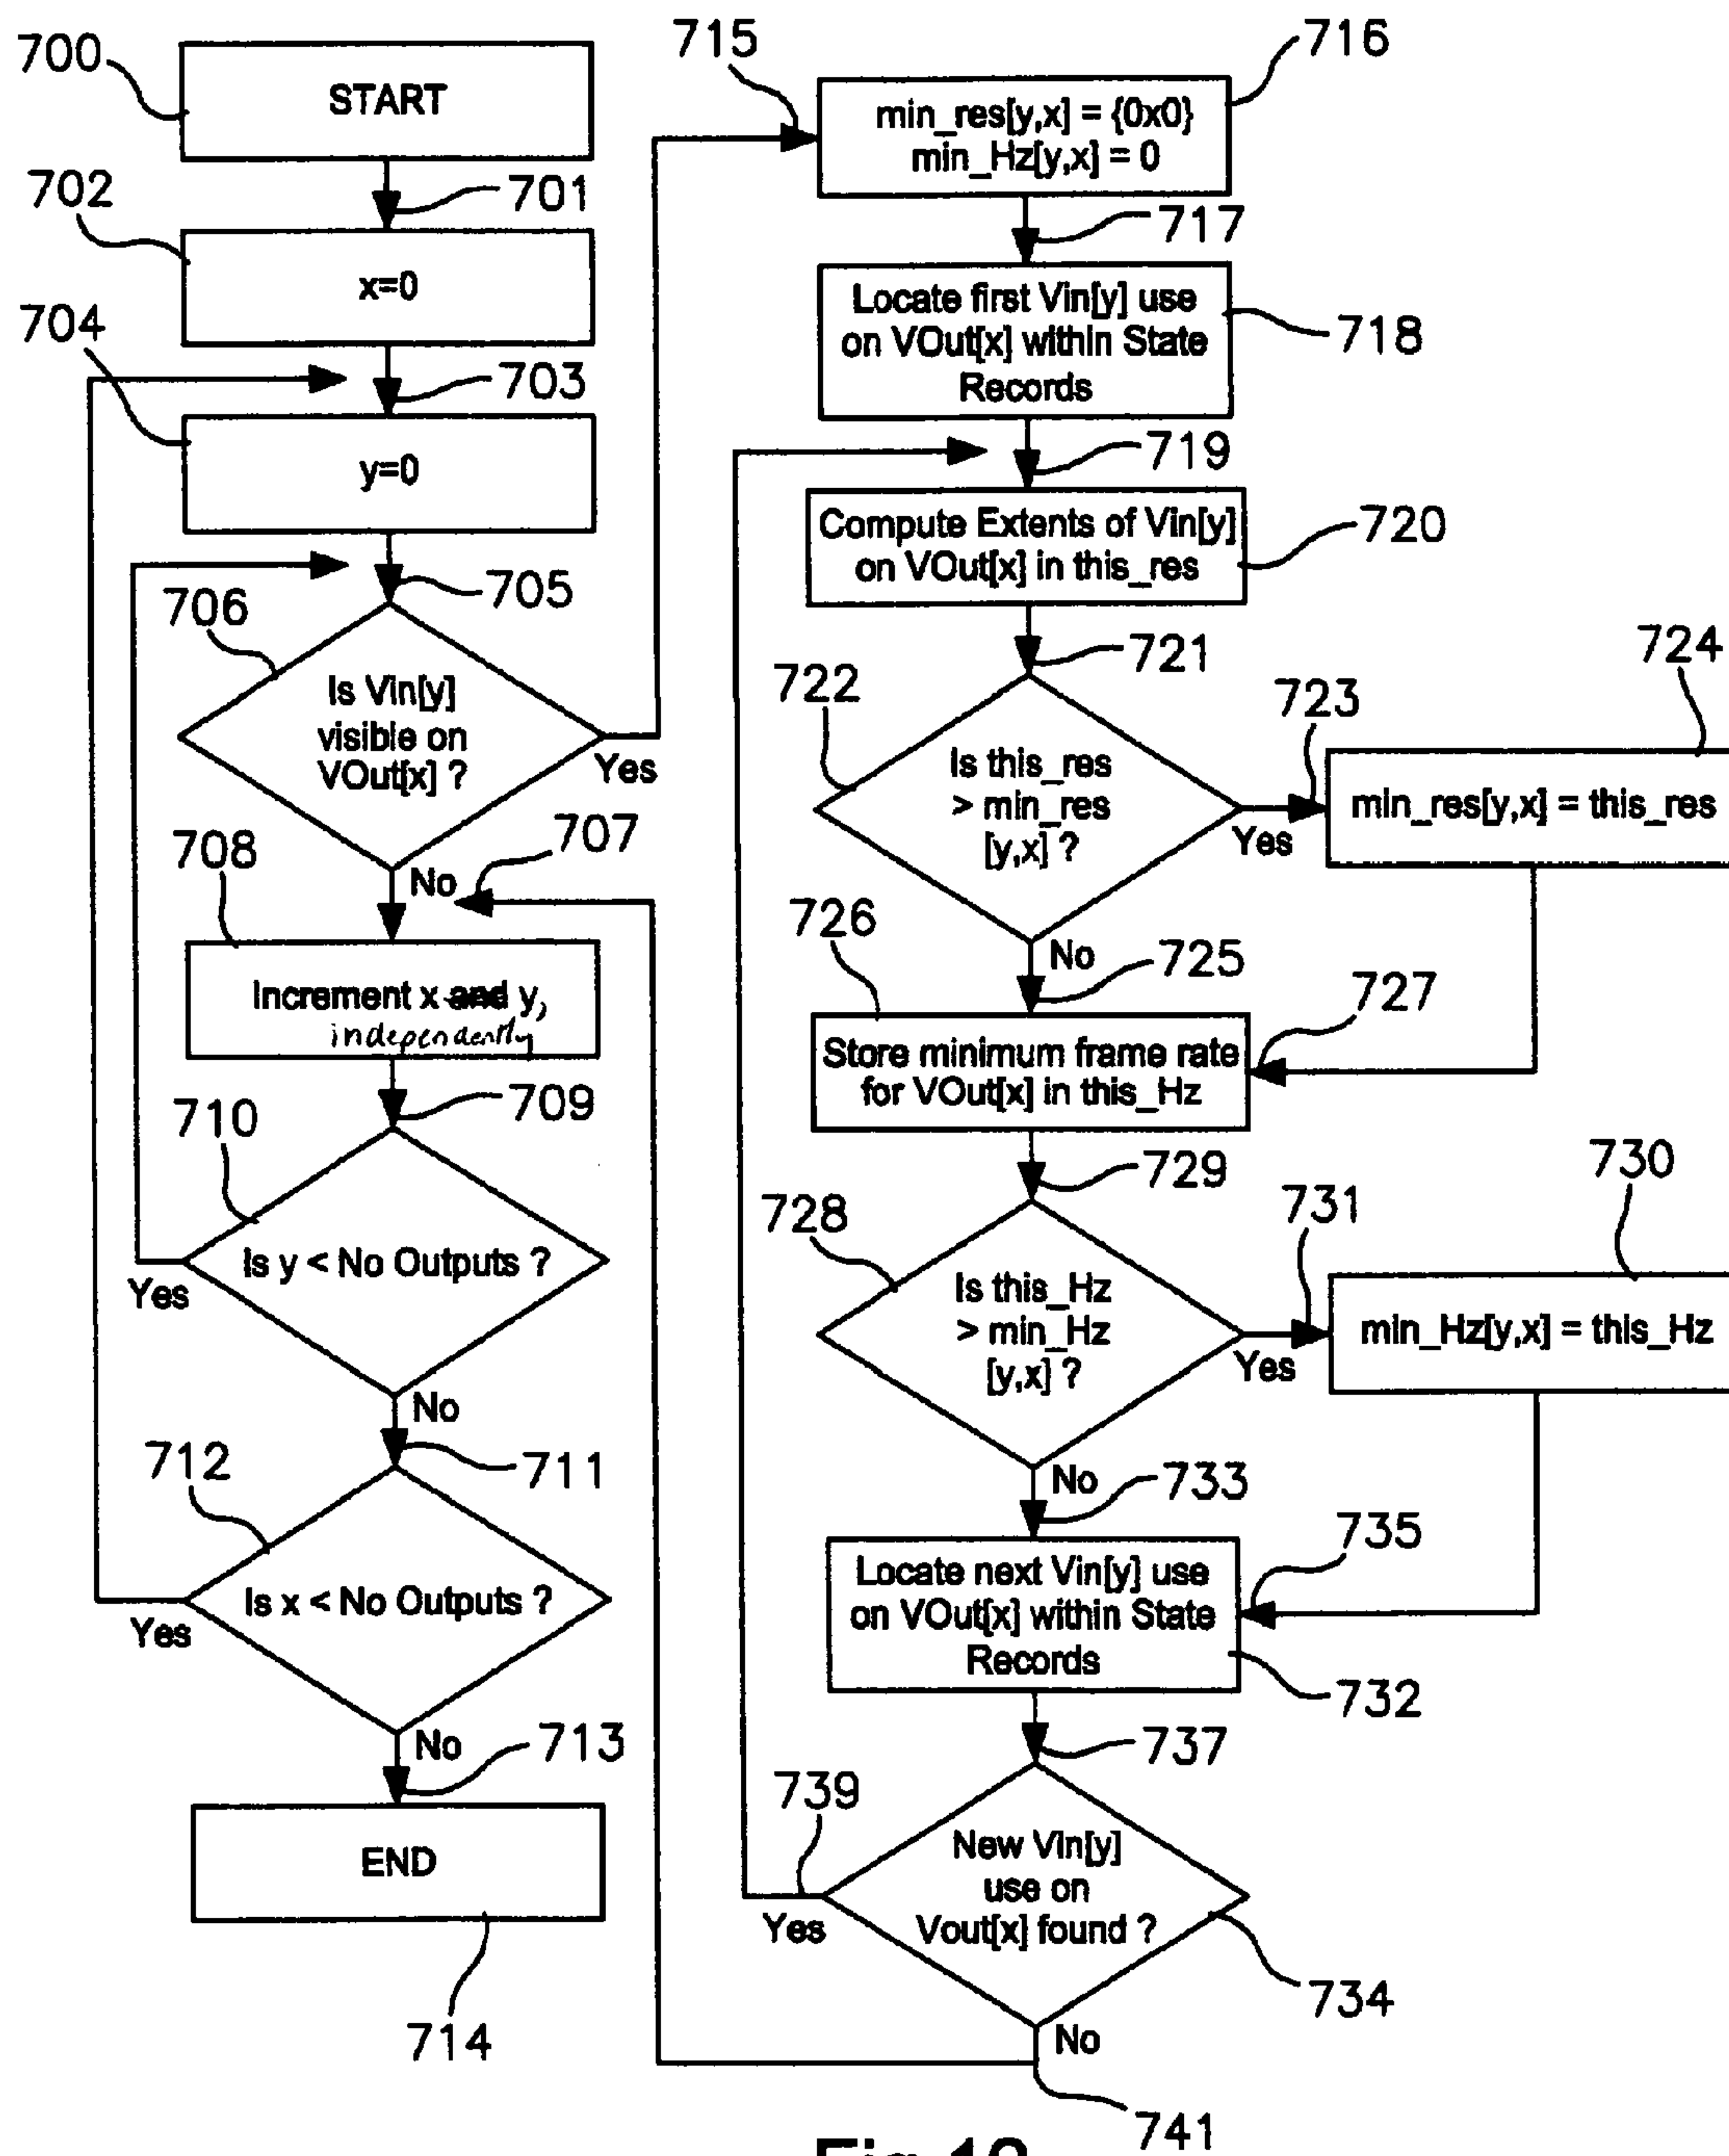 700
START
701
702
x=0
704
703
y=0
705
706
Is Vin[y]
visible on
VOut[x] ?
Yes
No
707
708
Increment x and y,
independently
709
710
Is y < No Outputs ?
Yes
No
711
712
Is x < No Outputs ?
Yes
No
713
END
714
715
716
min_res[y,x] = {0x0}
min_Hz[y,x] = 0
717
Locate first Vin[y] use
on VOut[x] within State
Records
718
719
Compute Extents of Vin[y]
on VOut[x] in this_res
720
721
722
Is this_res
> min_res
[y,x] ?
Yes
No
723
724
min_res[y,x] = this_res
725
726
727
Store minimum frame rate
for VOut[x] in this_Hz
729
728
Is this_Hz
> min_Hz
[y,x] ?
Yes
No
731
730
min_Hz[y,x] = this_Hz
733
735
Locate next Vin[y] use
on VOut[x] within State
Records
732
737
739
New Vin[y]
use on
Vout[x] found ?
Yes
No
734
741